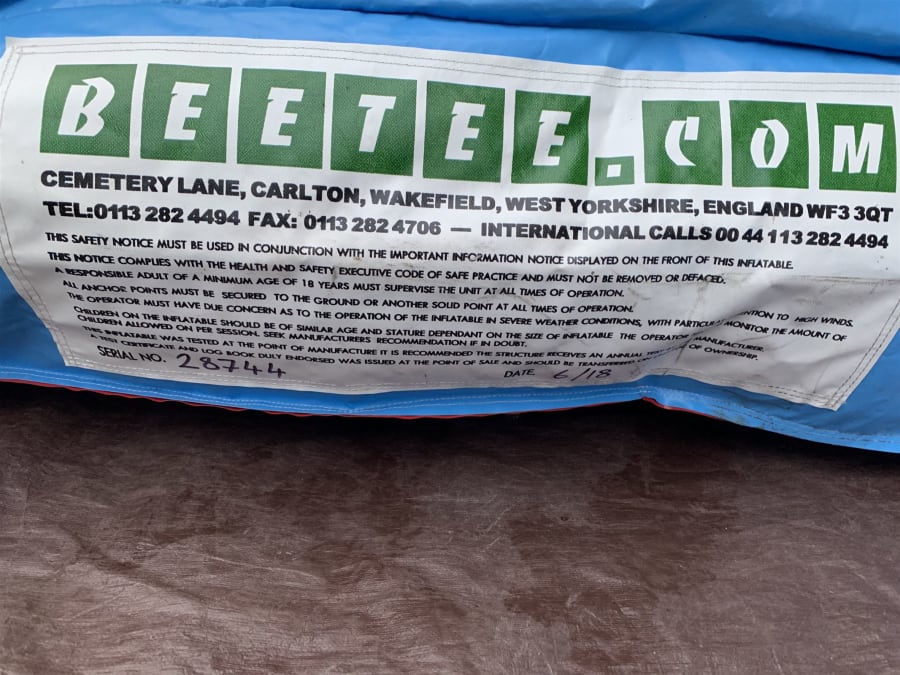 BEETEE.COM
CEMETERY LANE, CARLTON, WAKEFIELD, WEST YORKSHIRE, ENGLAND WF3 3QT
TEL:0113 282 4494 FAX: 0113 282 4706 — INTERNATIONAL CALLS 00 44 113 282 4494
THIS SAFETY NOTICE MUST BE USED IN CONJUNCTION WITH THE IMPORTANT INFORMATION NOTICE DISPLAYED ON THE FRONT OF THIS INFLATABLE.
THIS NOTICE COMPLIES WITH THE HEALTH AND SAFETY EXECUTIVE CODE OF SAFE PRACTICE AND MUST NOT BE REMOVED OR DEFACED.
A RESPONSIBLE ADULT OF A MINIMUM AGE OF 18 YEARS MUST SUPERVISE THE UNIT AT ALL TIMES OF OPERATION.
ALL ANCHOR POINTS MUST BE SECURED TO THE GROUND OR ANOTHER SOLID POINT AT ALL TIMES OF OPERATION.
THE OPERATOR MUST HAVE DUE CONCERN AS TO THE OPERATION OF THE INFLATABLE IN SEVERE WEATHER CONDITIONS, WITH TO HIGH WINDS.
CHILDREN ON THE INFLATABLE SHOULD BE OF SIMILAR AGE AND STATURE DEPENDANT ON THE SIZE OF INFLATABLE THE OPERATOR MONITOR THE AMOUNT OF
CHILDREN ALLOWED ON PER SESSION. SEEK MANUFACTURERS RECOMMENDATION IF IN DOUBT.
THIS INFLATABLE WAS TESTED AT THE POINT OF MANUFACTURE IT IS RECOMMENDED THE STRUCTURE RECEIVES AN ANNUAL MANUFACTURER.
A TEST CERTIFICATE AND LOG BOOK DULY ENDORSED WAS ISSUED AT THE POINT OF SALE AND SHOULD BE TRANSFERRED OF OWNERSHIP.
SERIAL NO. 28744 DATE. 6/18